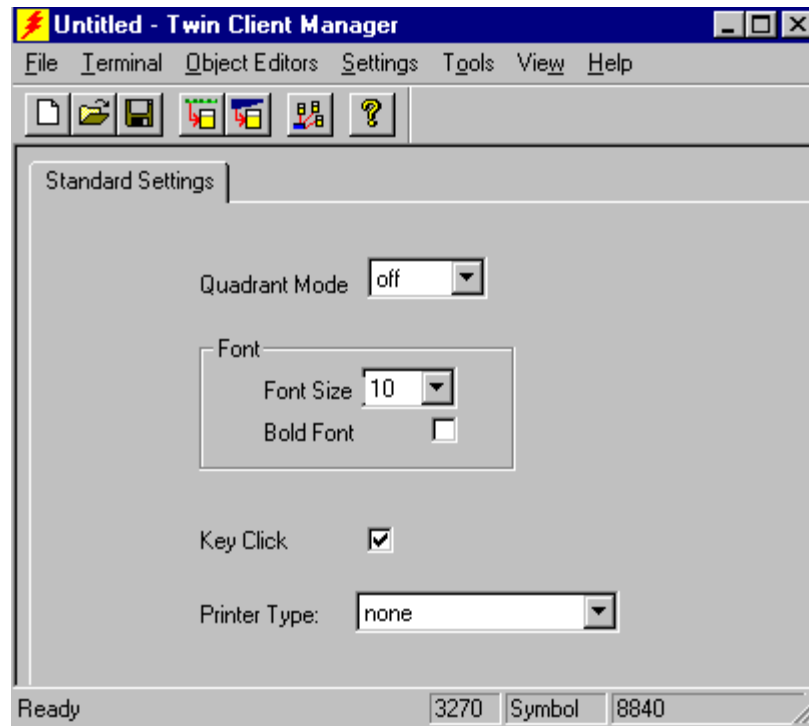 Untitled - Twin Client Manager
File Terminal Object Editors Settings Tools View Help
Standard Settings
Quadrant Mode off
Font
Font Size 10
Bold Font
Key Click
Printer Type: none
Ready 3270 Symbol 8840